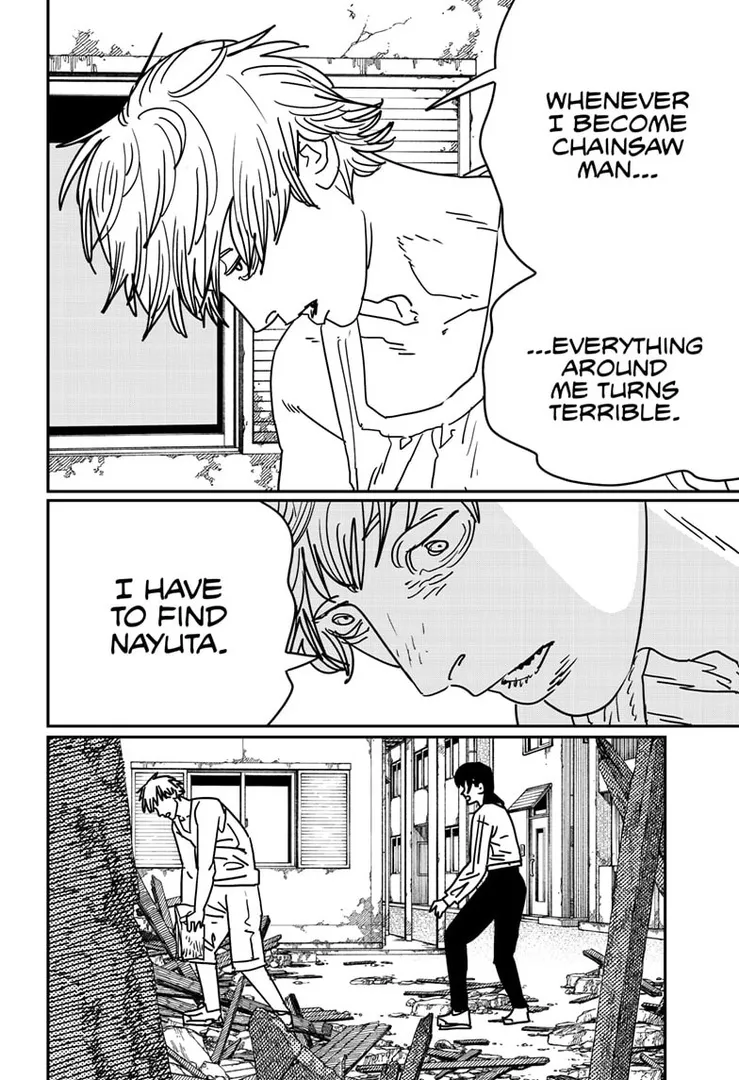 WHENEVER
I BECOME
CHAINSAW
MAN...
...EVERYTHING
AROUND
ME TURNS
TERRIBLE.
I HAVE
TO FIND
NAYUTA.